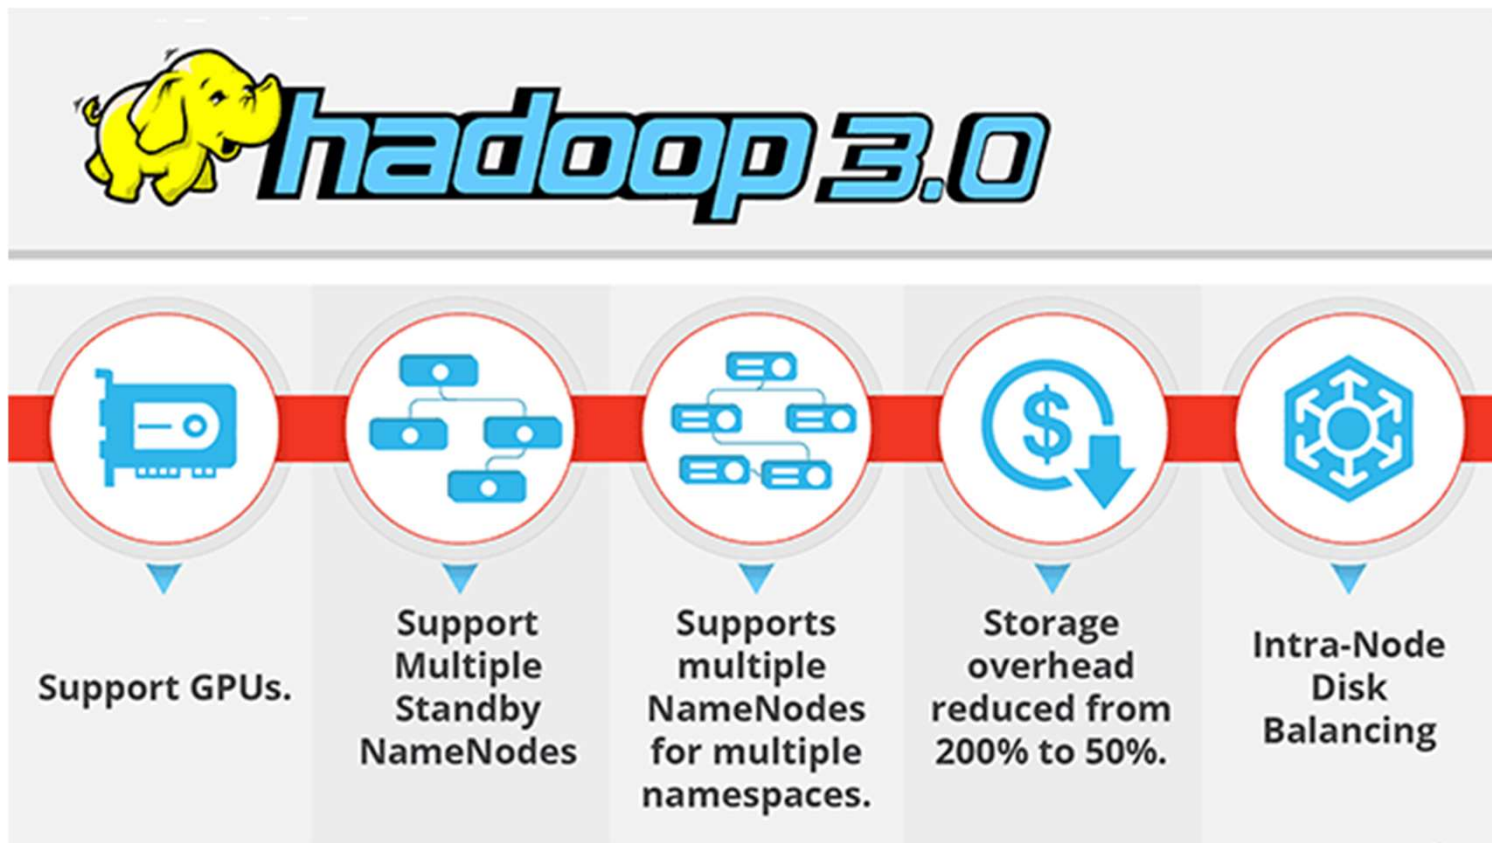 hadoop 3.0
Support GPUs.
Support
Multiple
Standby
NameNodes
Supports
multiple
NameNodes
for multiple
namespaces.
Storage
overhead
reduced from
200% to 50%.
Intra-Node
Disk
Balancing